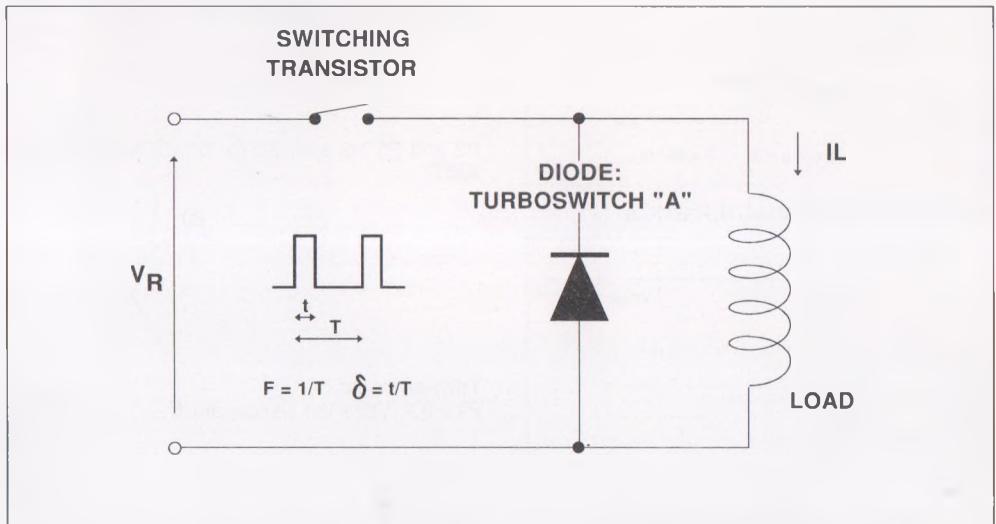 SWITCHING
TRANSISTOR
DIODE:
TURBOSWITCH "A"
IL
VR
t
T
F = 1/T δ = t/T
LOAD